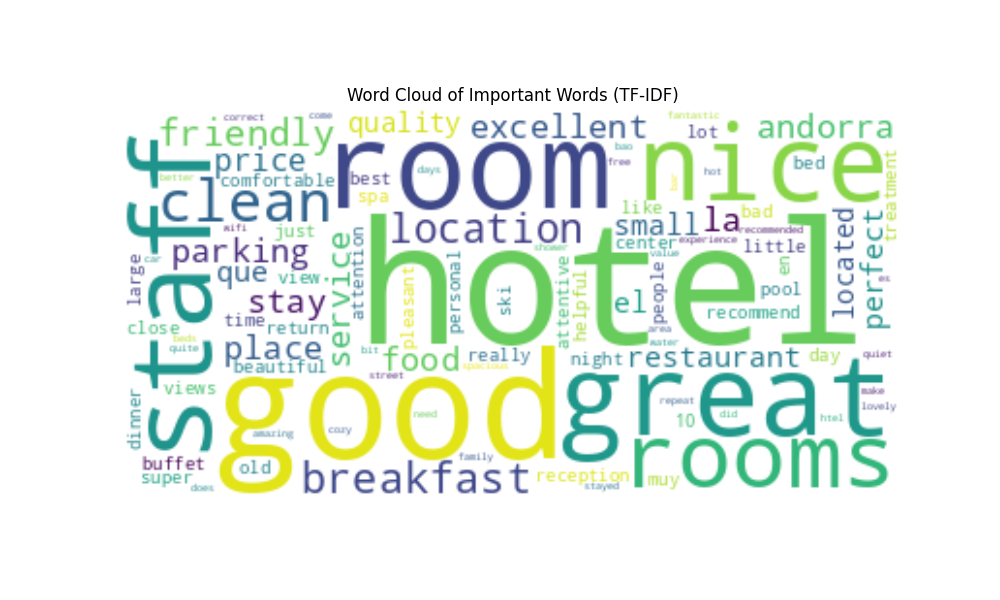 Word Cloud of Important Words (TF-IDF)
correct
come
fantastic
friendly
quality
excellent
lot
andorra
staff
price
room
nice
bao
free
bed
better
comfortable
best
days
hot
bar
treatment
clean
spa
like
small
la
bad
located
perfect
wifi
just
location
center
experience
recommended
little
parking
shower
value
car
que
view
service
attention
hotel
people
en
es
large
stay
pleasant
personal
ski
attentive
helpful
el
pool
time
return
recommend
close
area
beds
quite
place
water
beautiful
bit
food
really
night
restaurant
day
quiet
spacious
street
great
views
good
make
repeat
lovely
dinner
need
10
did
htel
amazing
cozy
rooms
buffet
old
family
super
breakfast
reception
muy
does
stayed